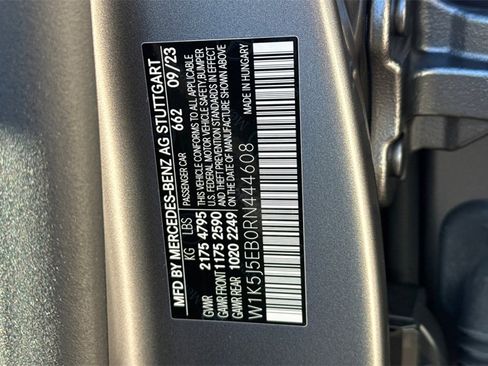 MFD BY MERCEDES-BENZ AG STUTTGART
PASSENGER CAR 662 09/23
KG LBS THIS CAR CONFORMS TO ALL APPLICABLE
GVWR 2175 4795 U.S. FEDERAL MOTOR VEHICLE SAFETY, BUMPER
GAWR FRONT 1175 2590 AND THEFT PREVENTION STANDARDS IN EFFECT
GAWR REAR 1020 2249 ON THE DATE OF MANUFACTURE SHOWN ABOVE
MADE IN HUNGARY
W1K5J5EB0RN444608